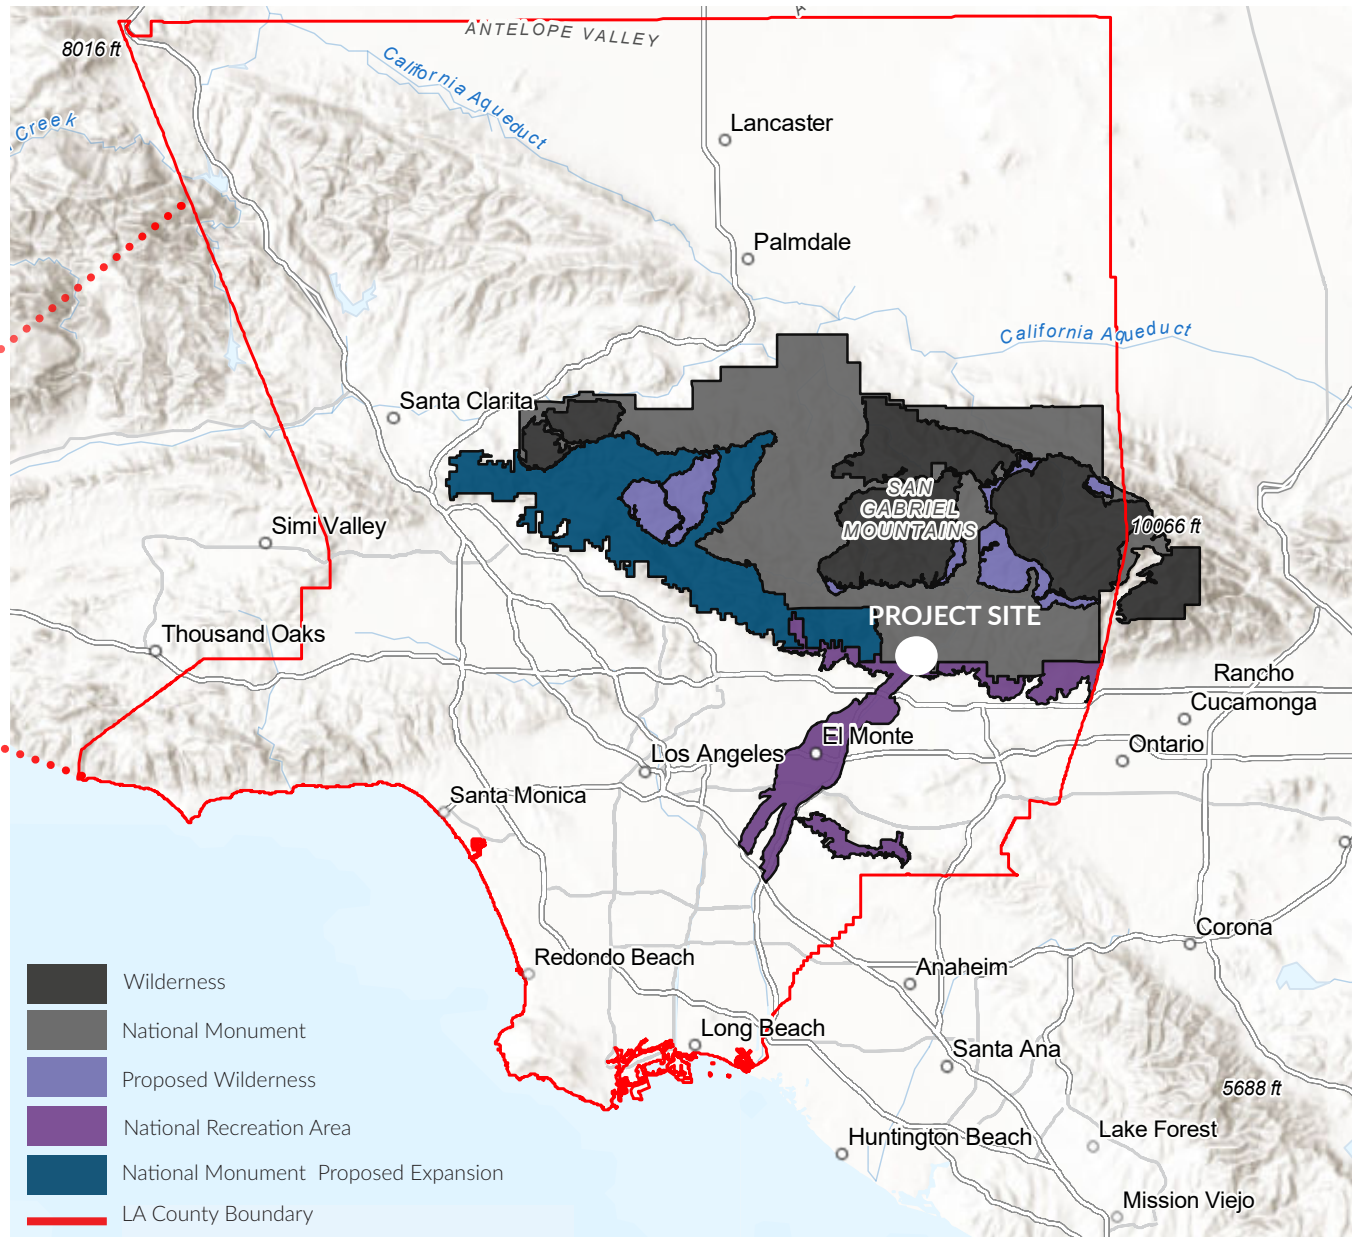 ANTELOPE VALLEY
8016 ft
California Aqueduct
Creek
Lancaster
Palmdale
California Aqueduct
Santa Clarita
SAN
GABRIEL
MOUNTAINS
10066 ft
Simi Valley
PROJECT SITE
Thousand Oaks
Rancho
Cucamonga
El Monte
Ontario
Los Angeles
Santa Monica
Corona
Redondo Beach
Anaheim
Long Beach
Santa Ana
5688 ft
Huntington Beach
Lake Forest
Mission Viejo
Wilderness
National Monument
Proposed Wilderness
National Recreation Area
National Monument Proposed Expansion
LA County Boundary